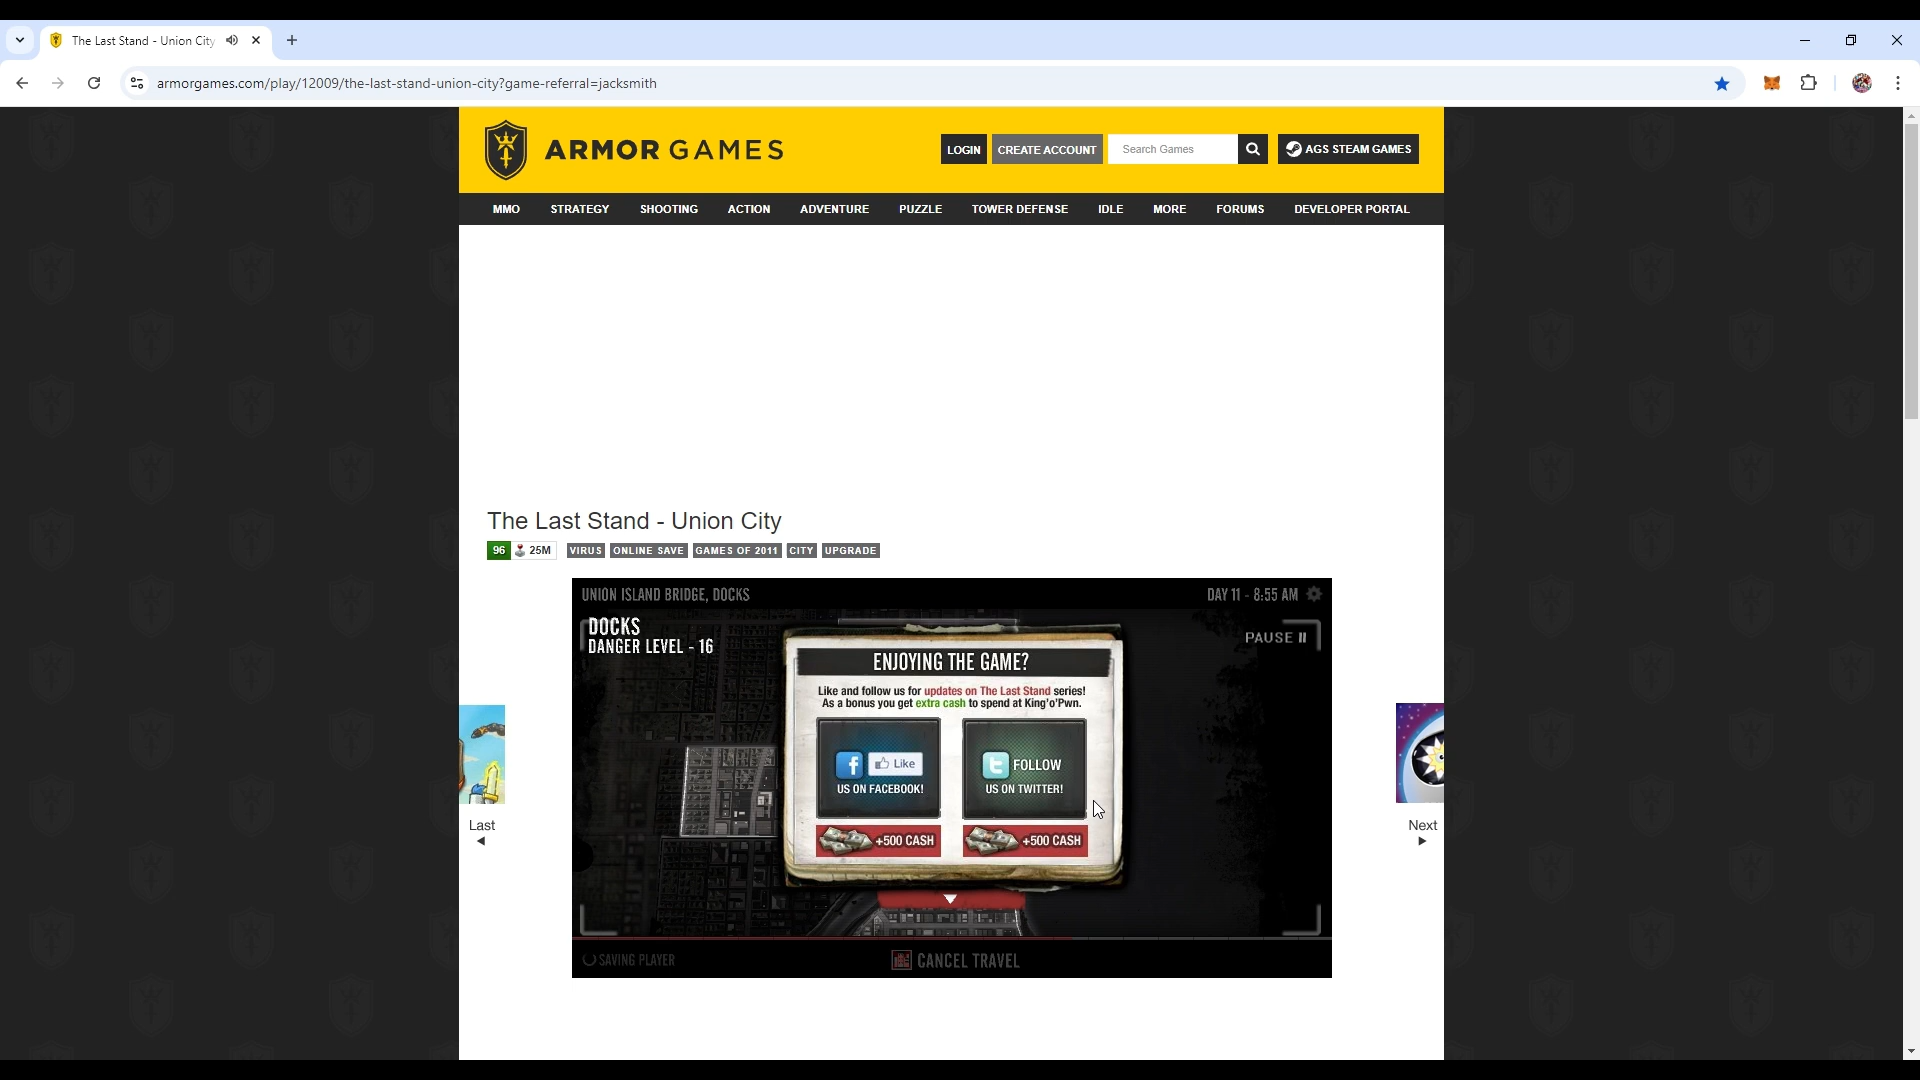 The Last Stand - Union City
armorgames.com/play/12009/the-last-stand-union-city?game-referral=jacksmith
ARMOR GAMES
LOGIN
CREATE ACCOUNT
Search Games
AGS STEAM GAMES
MMO
STRATEGY
SHOOTING
ACTION
ADVENTURE
PUZZLE
TOWER DEFENSE
IDLE
MORE
FORUMS
DEVELOPER PORTAL
The Last Stand - Union City
96
25M
VIRUS
ONLINE SAVE
GAMES OF 2011
CITY
UPGRADE
UNION ISLAND BRIDGE, DOCKS
DAY 11 - 8:55 AM
DOCKS
DANGER LEVEL - 16
PAUSE
ENJOYING THE GAME?
Like and follow us for updates on The Last Stand series!
As a bonus you get extra cash to spend at King'o'Pwn.
Like
US ON FACEBOOK!
FOLLOW
US ON TWITTER!
+500 CASH
+500 CASH
Last
Next
SAVING PLAYER
CANCEL TRAVEL